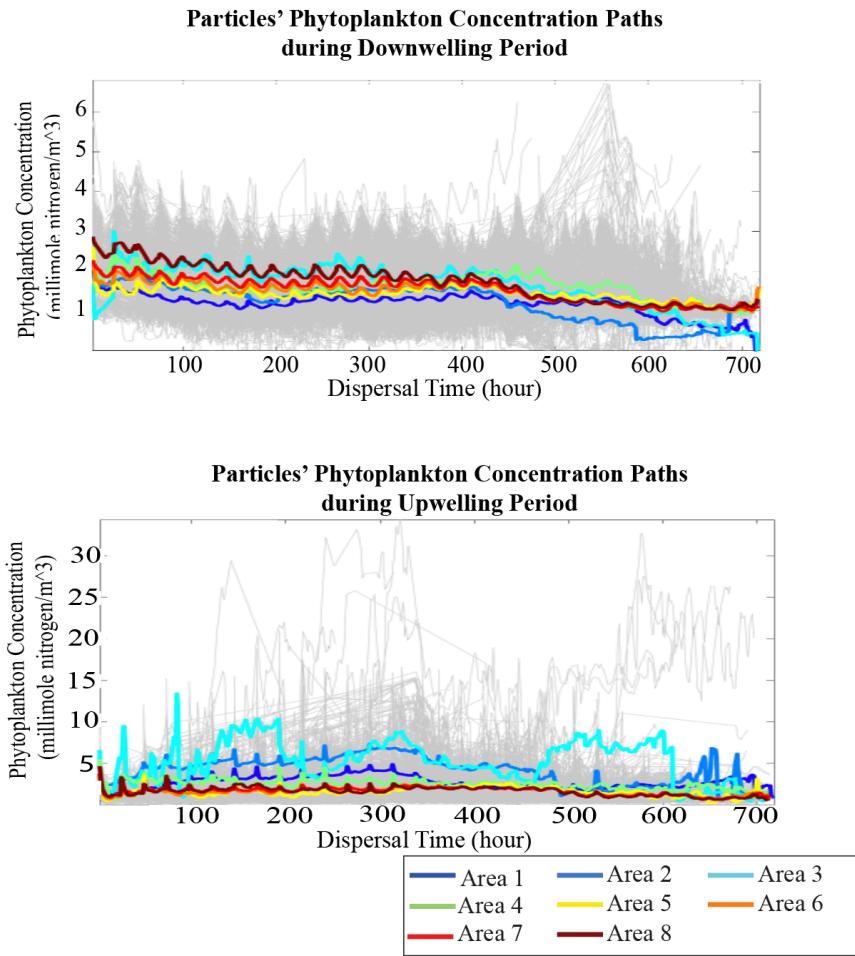 Particles' Phytoplankton Concentration Paths
during Downwelling Period
Phytoplankton Concentration
(millimole nitrogen/m^3)
6
5
4
3
2
1
100 200 300 400 500 600 700
Dispersal Time (hour)
Particles' Phytoplankton Concentration Paths
during Upwelling Period
Phytoplankton Concentration
(millimole nitrogen/m^3)
30
25
20
15
10
5
100 200 300 400 500 600 700
Dispersal Time (hour)
Area 1 Area 2 Area 3
Area 4 Area 5 Area 6
Area 7 Area 8